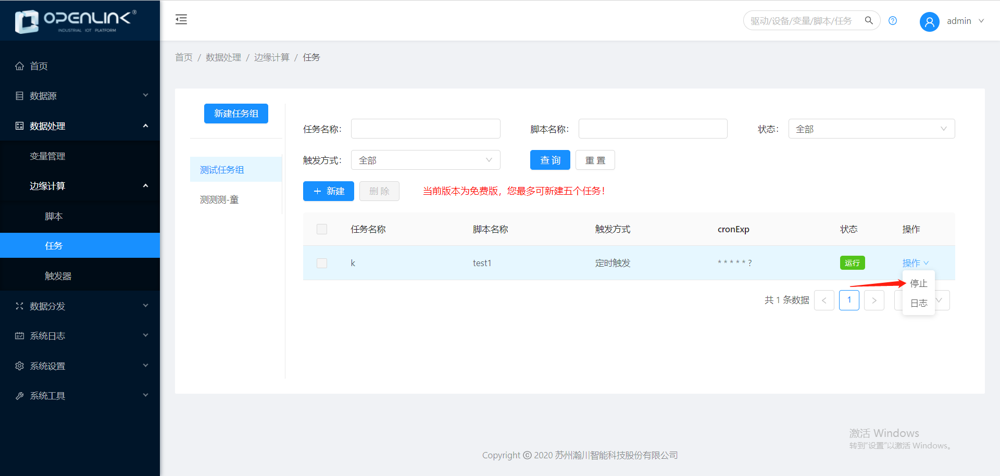 OPENLINK®
INDUSTRIAL IOT PLATFORM
驱动/设备/变量/脚本/任务
admin
首页
数据源
数据处理
变量管理
边缘计算
脚本
任务
触发器
数据分发
系统日志
系统设置
系统工具
首页 / 数据处理 / 边缘计算 / 任务
新建任务组
测试任务组
测测测-童
任务名称：
脚本名称：
状态： 全部
触发方式： 全部
查 询 重 置
+ 新建 删 除 当前版本为免费版，您最多可新建五个任务！
任务名称 脚本名称 触发方式 cronExp 状态 操作
k test1 定时触发 * * * * * ? 运行 操作
停止
日志
共 1 条数据 < 1 >
激活 Windows
转到"设置"以激活 Windows。
Copyright © 2020 苏州瀚川智能科技股份有限公司